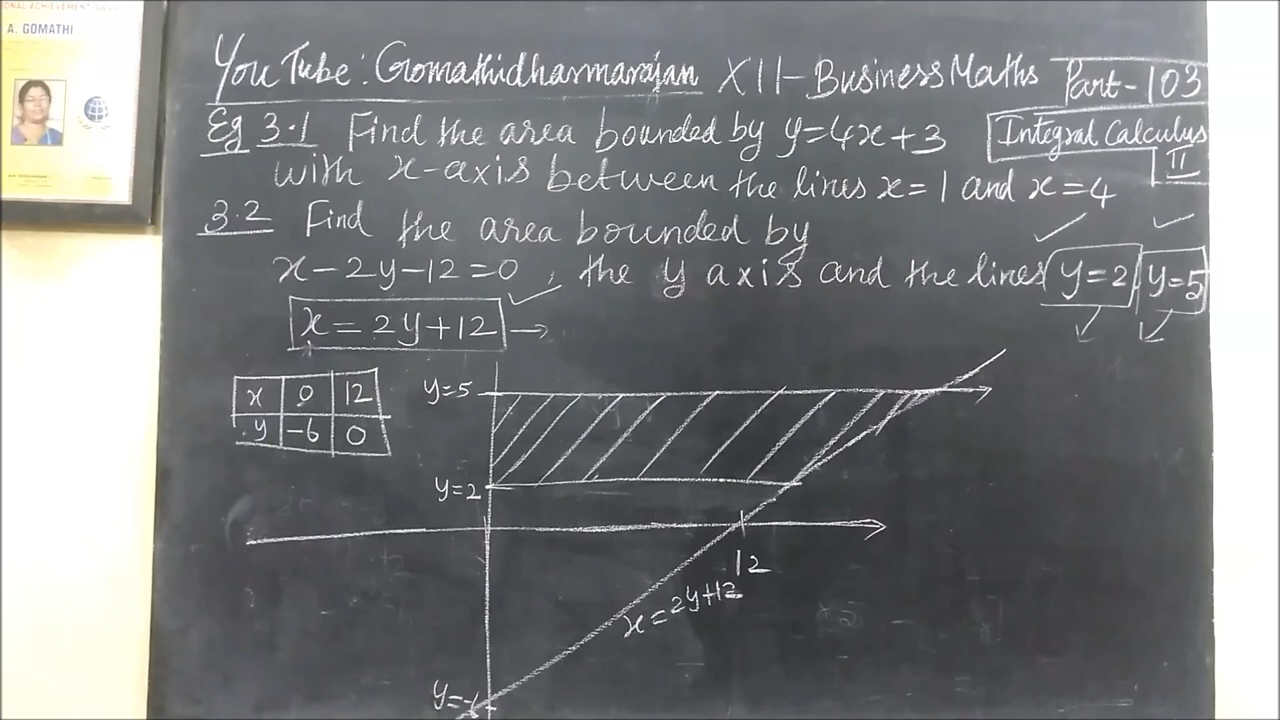 A. GOMATHI
YouTube: Gomathidharmarajan XII-Business Maths Part-103
Eg 3.1 Find the area bounded by y=4x+3 Integral Calculus
with x-axis between the lines x=1 and x=4 II
3.2 Find the area bounded by
x-2y-12=0, the y axis and the lines y=2, y=5
x=2y+12 →
x 0 12
y -6 0
y=5
y=2
12
x=2y+12
y=-6